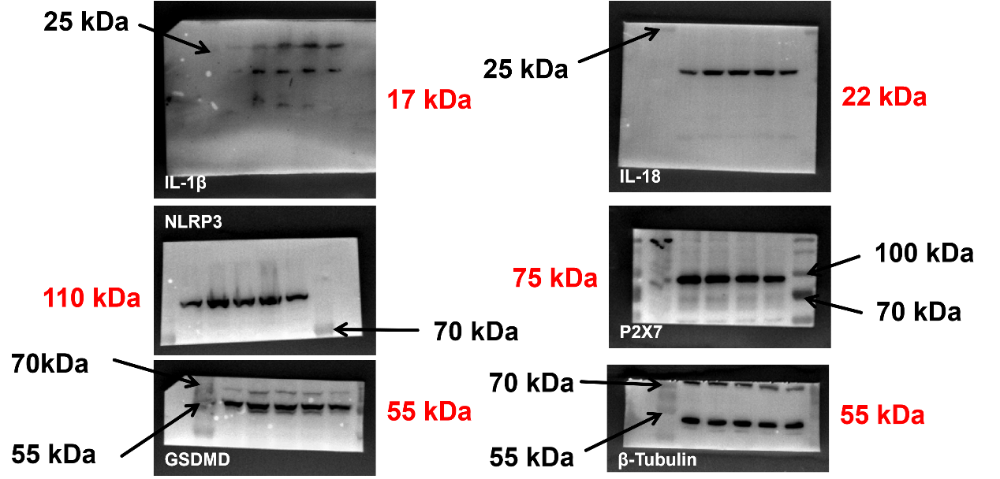 25 kDa
17 kDa
IL-1β
25 kDa
22 kDa
IL-18
NLRP3
110 kDa
70 kDa
75 kDa
100 kDa
70 kDa
P2X7
70kDa
55 kDa
55 kDa
GSDMD
70 kDa
55 kDa
55 kDa
β-Tubulin